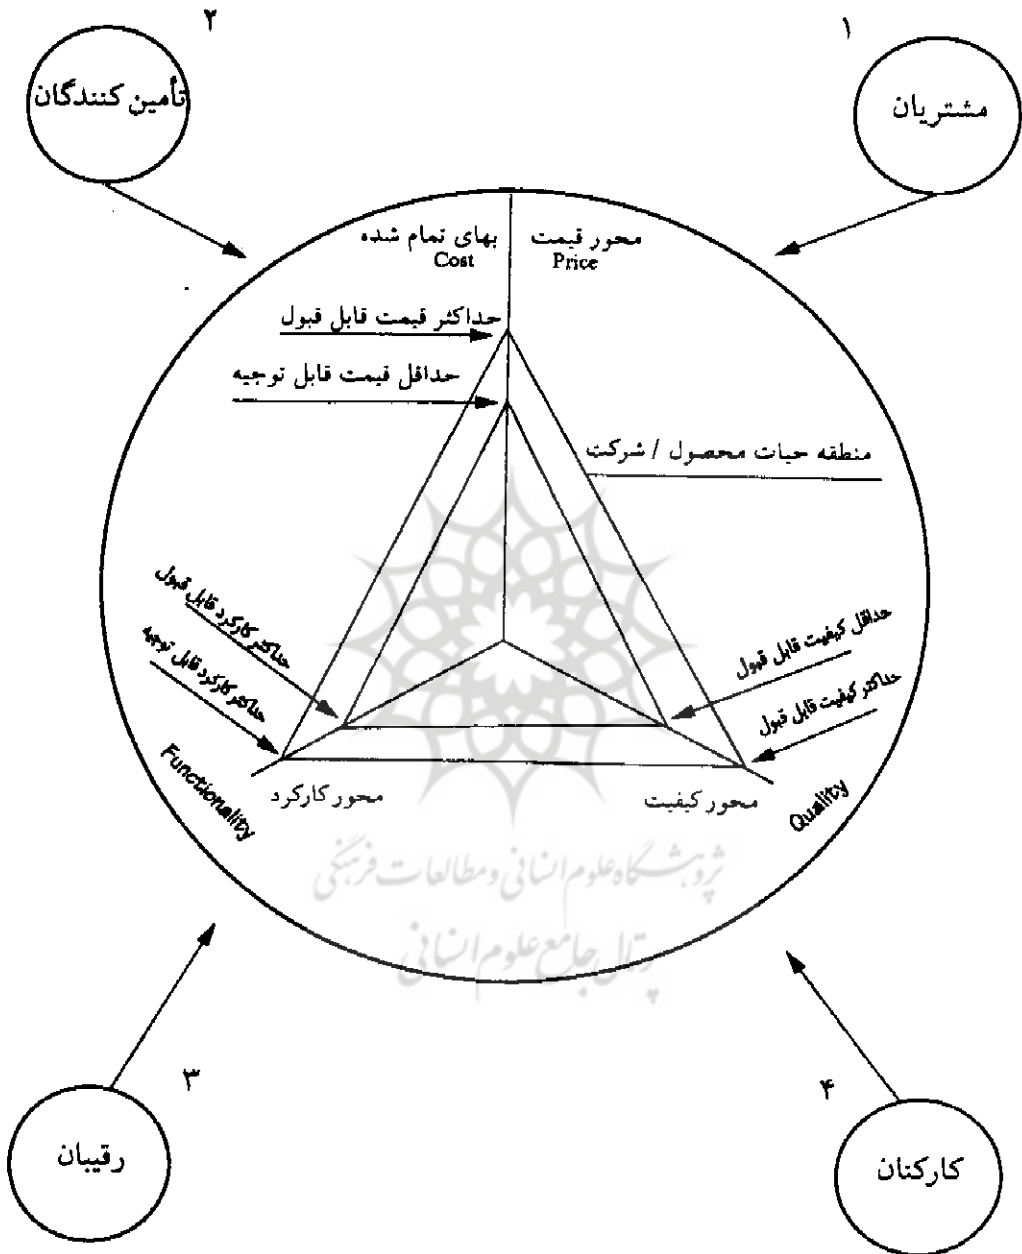 ۱
مشتریان
۲
تأمین کنندگان
محور قیمت
Price
بهای تمام شده
Cost
حداکثر قیمت قابل قبول
حداقل قیمت قابل توجیه
منطقه حیات محصول / شرکت
حداقل کیفیت قابل قبول
حداکثر کیفیت قابل قبول
حداکثر کارکرد قابل قبول
حداکثر کارکرد قابل توجیه
محور کیفیت
Quality
محور کارکرد
Functionality
پژوهشگاه علوم انسانی و مطالعات فرهنگی
پرتال جامع علوم انسانی
۳
رقیبان
۴
کارکنان